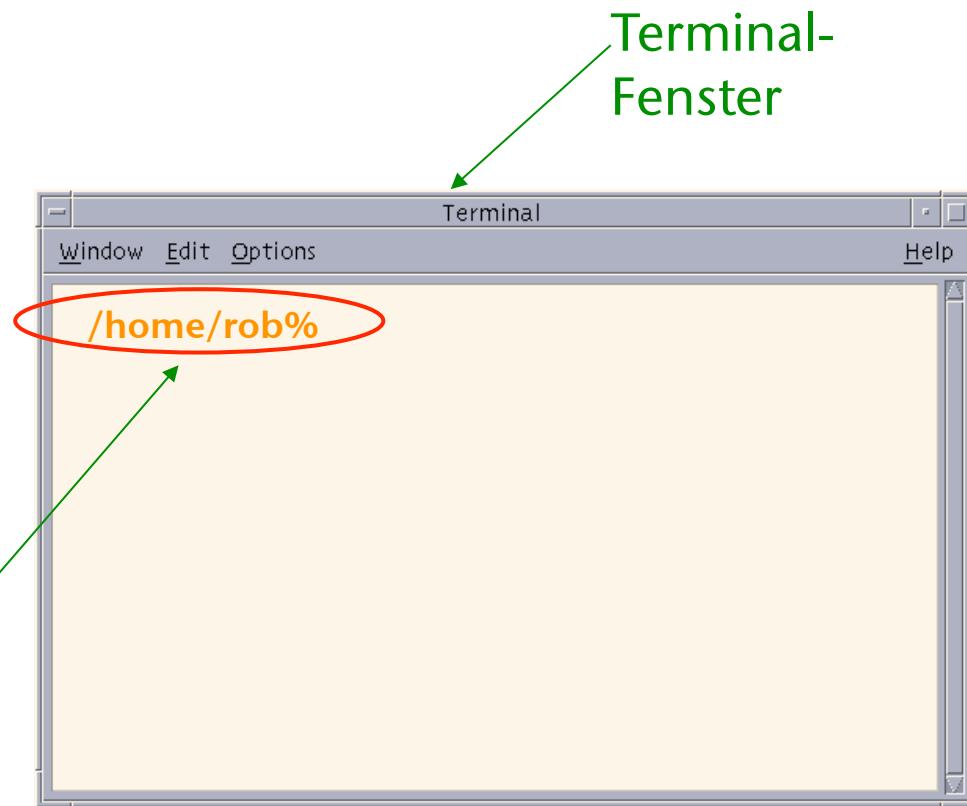 Terminal-
Fenster
Terminal
Window Edit Options Help
/home/rob%